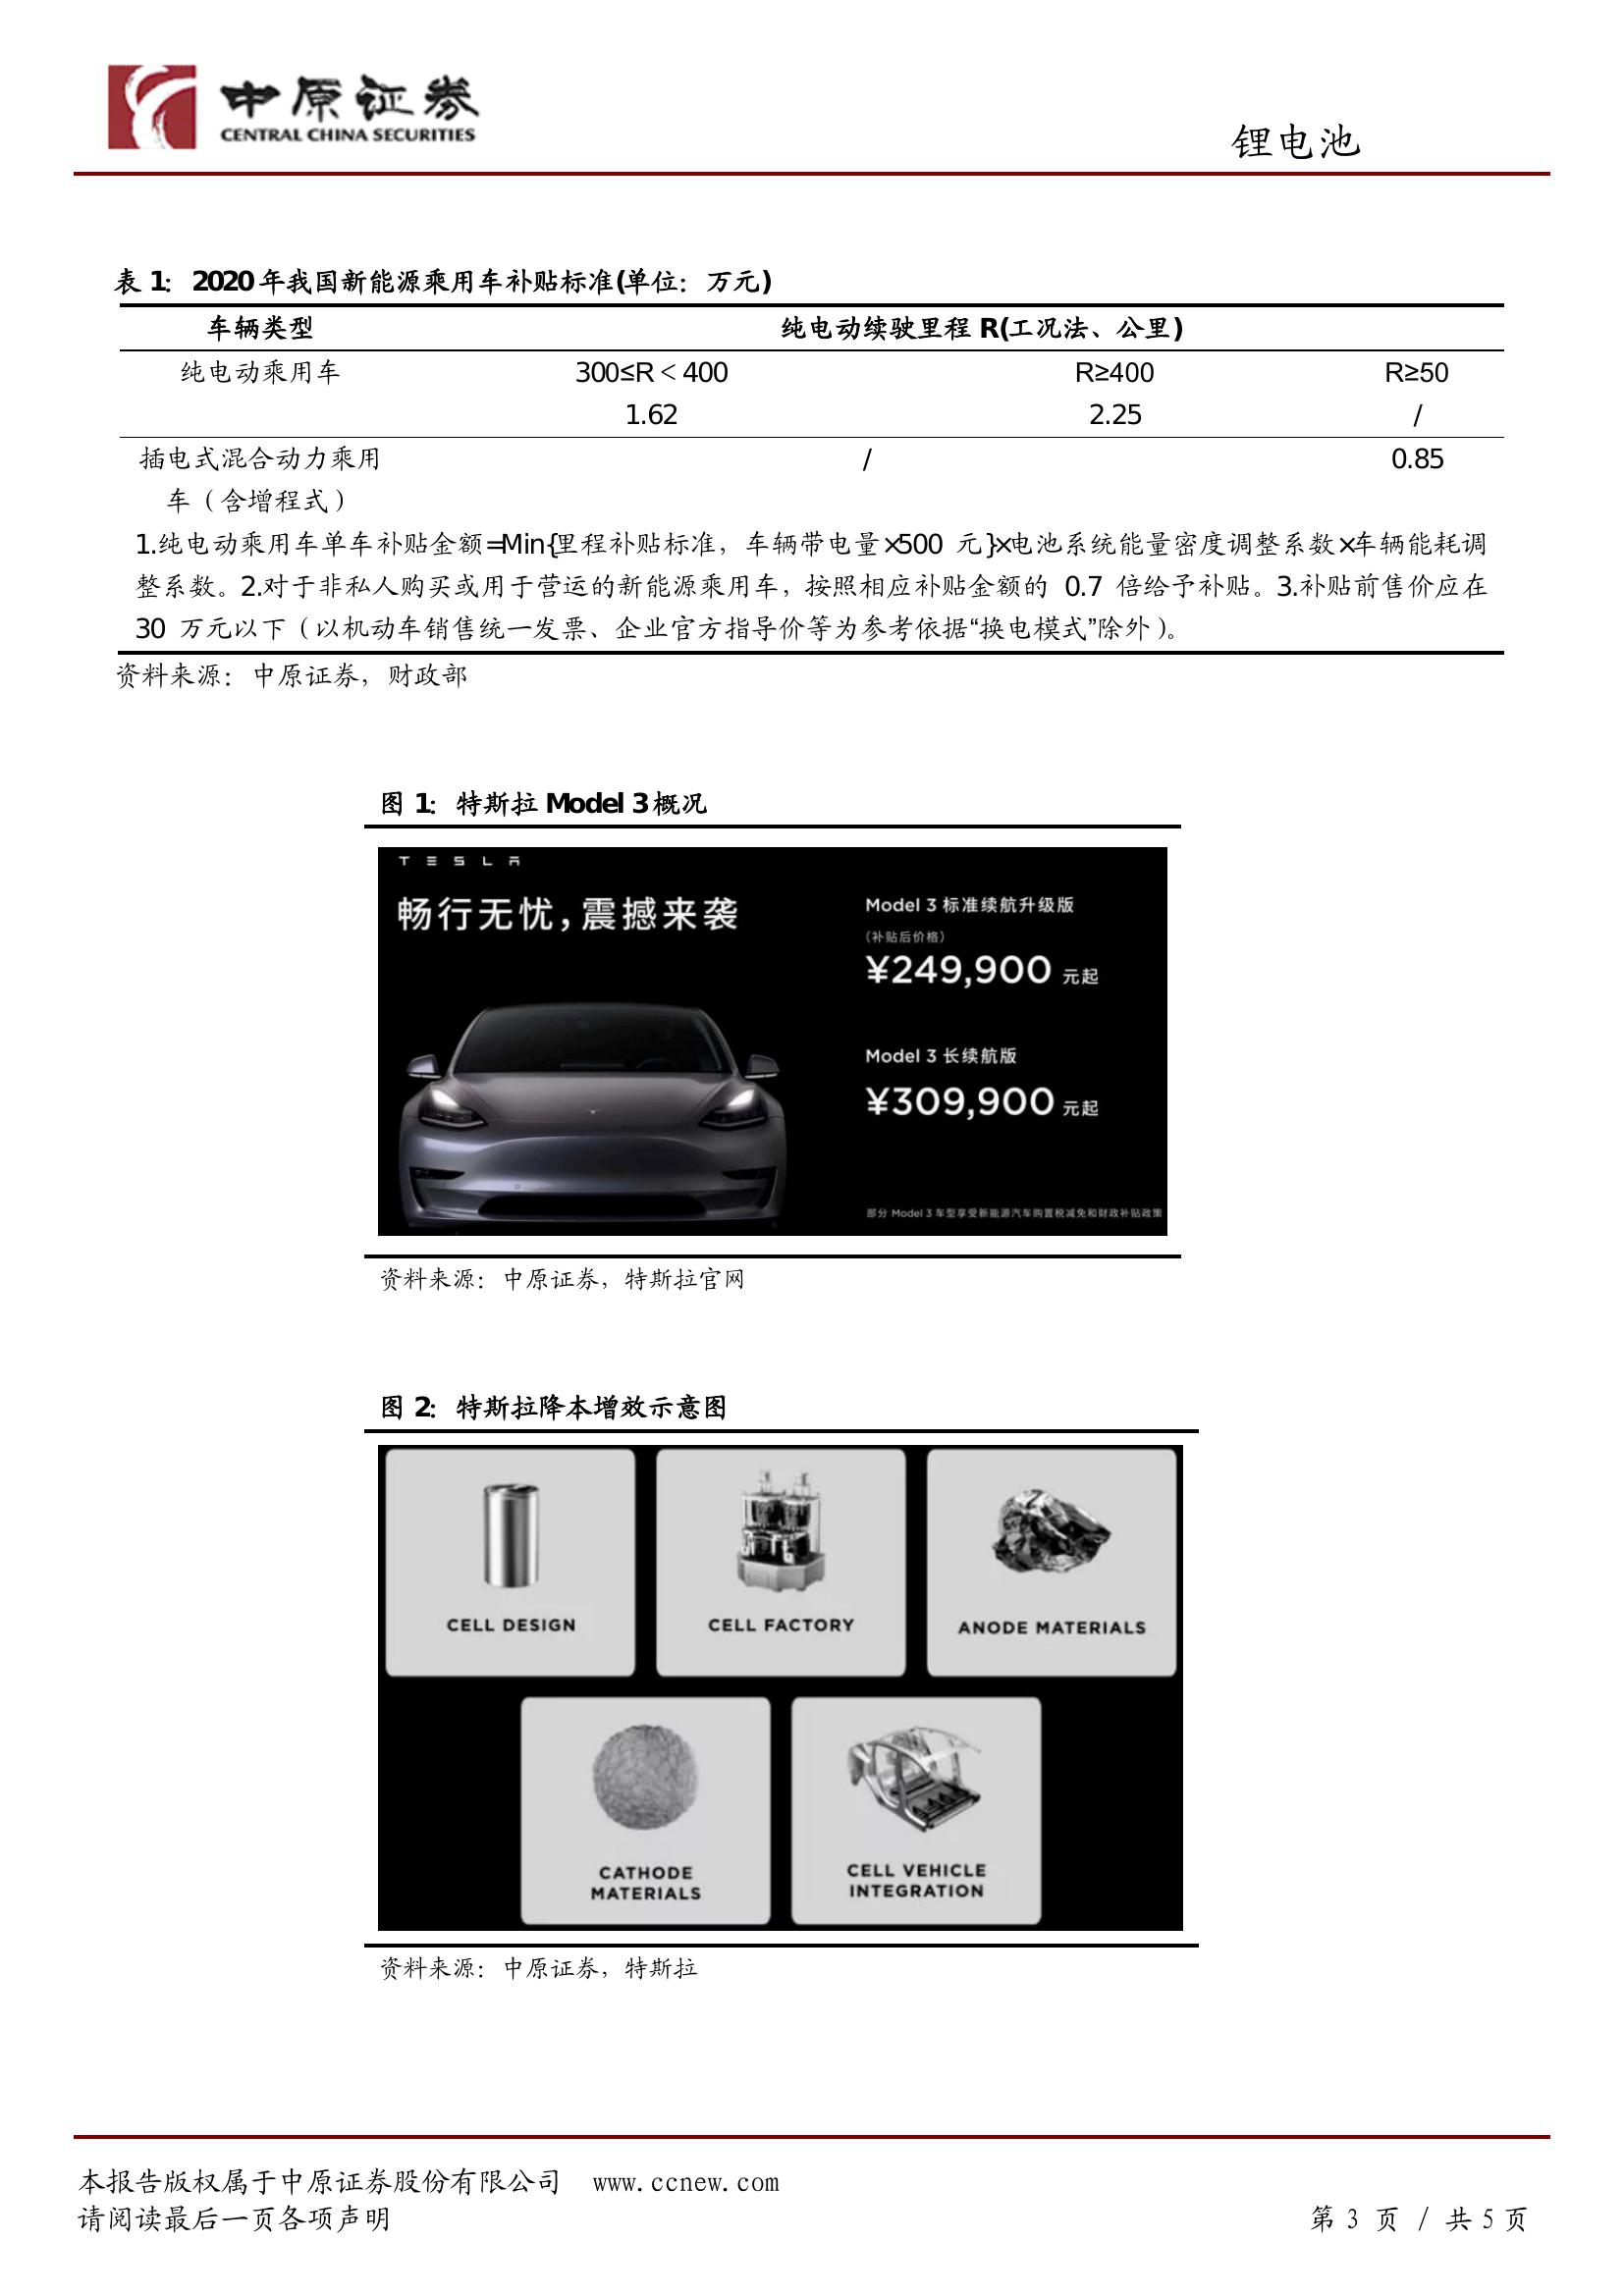 中原证券
CENTRAL CHINA SECURITIES
锂电池
表 1：2020 年我国新能源乘用车补贴标准(单位：万元)
车辆类型 纯电动续驶里程 R(工况法、公里)
纯电动乘用车 300≤R＜400 R≥400 R≥50
1.62 2.25 /
插电式混合动力乘用 / 0.85
车（含增程式）
1.纯电动乘用车单车补贴金额=Min{里程补贴标准，车辆带电量×500 元}×电池系统能量密度调整系数×车辆能耗调
整系数。2.对于非私人购买或用于营运的新能源乘用车，按照相应补贴金额的 0.7 倍给予补贴。3.补贴前售价应在
30 万元以下（以机动车销售统一发票、企业官方指导价等为参考依据“换电模式”除外）。
资料来源：中原证券，财政部
图 1：特斯拉 Model 3 概况
TESLA
畅行无忧，震撼来袭
Model 3 标准续航升级版
（补贴后价格）
¥249,900 元起
Model 3 长续航版
¥309,900 元起
部分 Model 3 车型享受新能源汽车购置税减免和财政补贴政策
资料来源：中原证券，特斯拉官网
图 2：特斯拉降本增效示意图
CELL DESIGN
CELL FACTORY
ANODE MATERIALS
CATHODE
MATERIALS
CELL VEHICLE
INTEGRATION
资料来源：中原证券，特斯拉
本报告版权属于中原证券股份有限公司 www.ccnew.com
请阅读最后一页各项声明 第 3 页 / 共 5 页